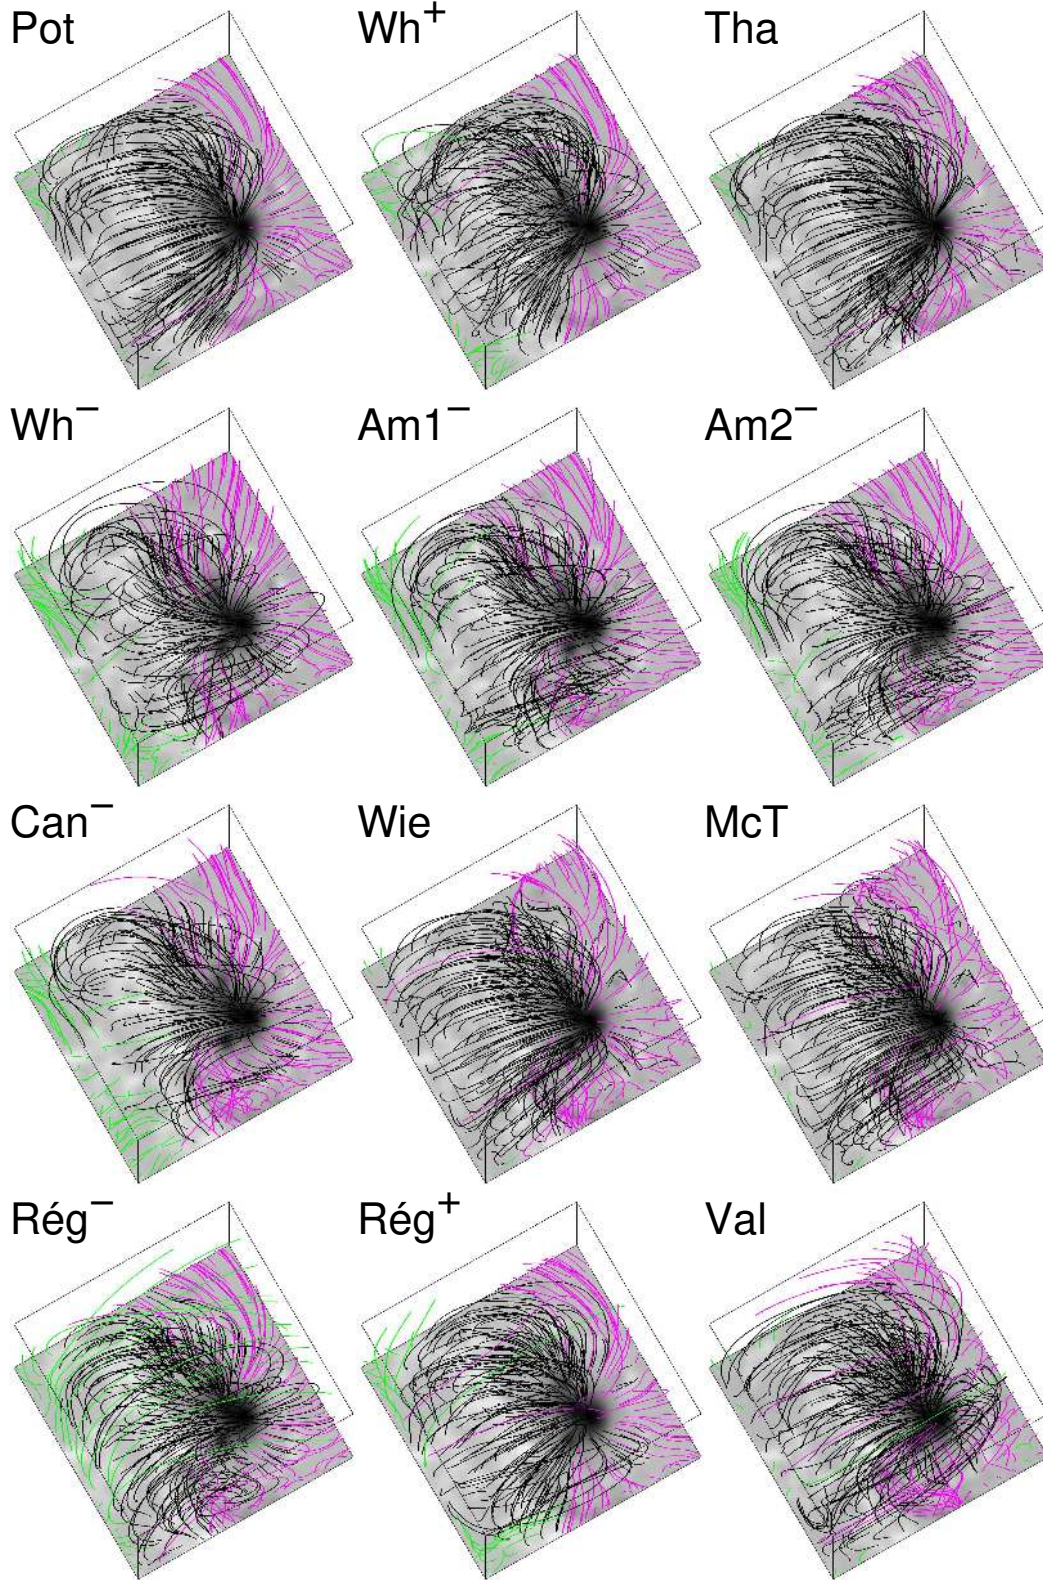 Pot Wh⁺ Tha
Wh⁻ Am1⁻ Am2⁻
Can⁻ Wie McT
Rég⁻ Rég⁺ Val